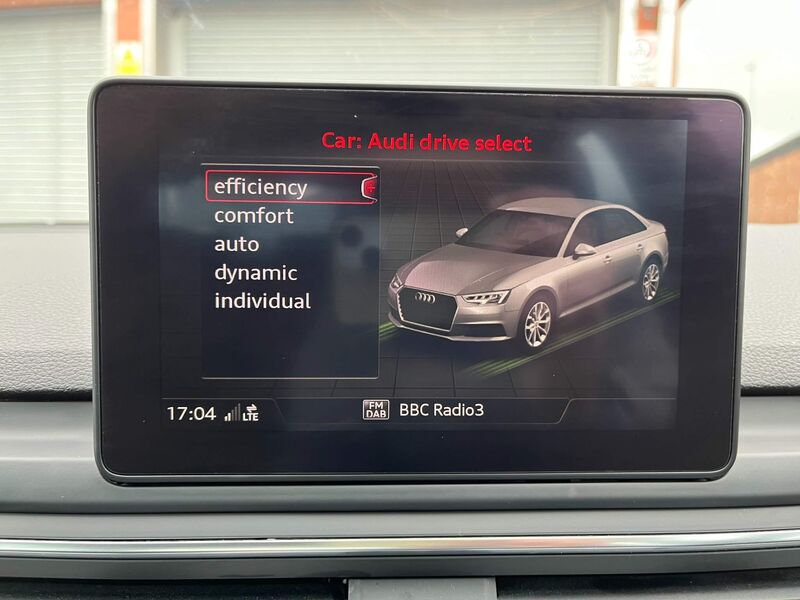 Car: Audi drive select
efficiency
comfort
auto
dynamic
individual
17:04 LTE
FM
DAB
BBC Radio3